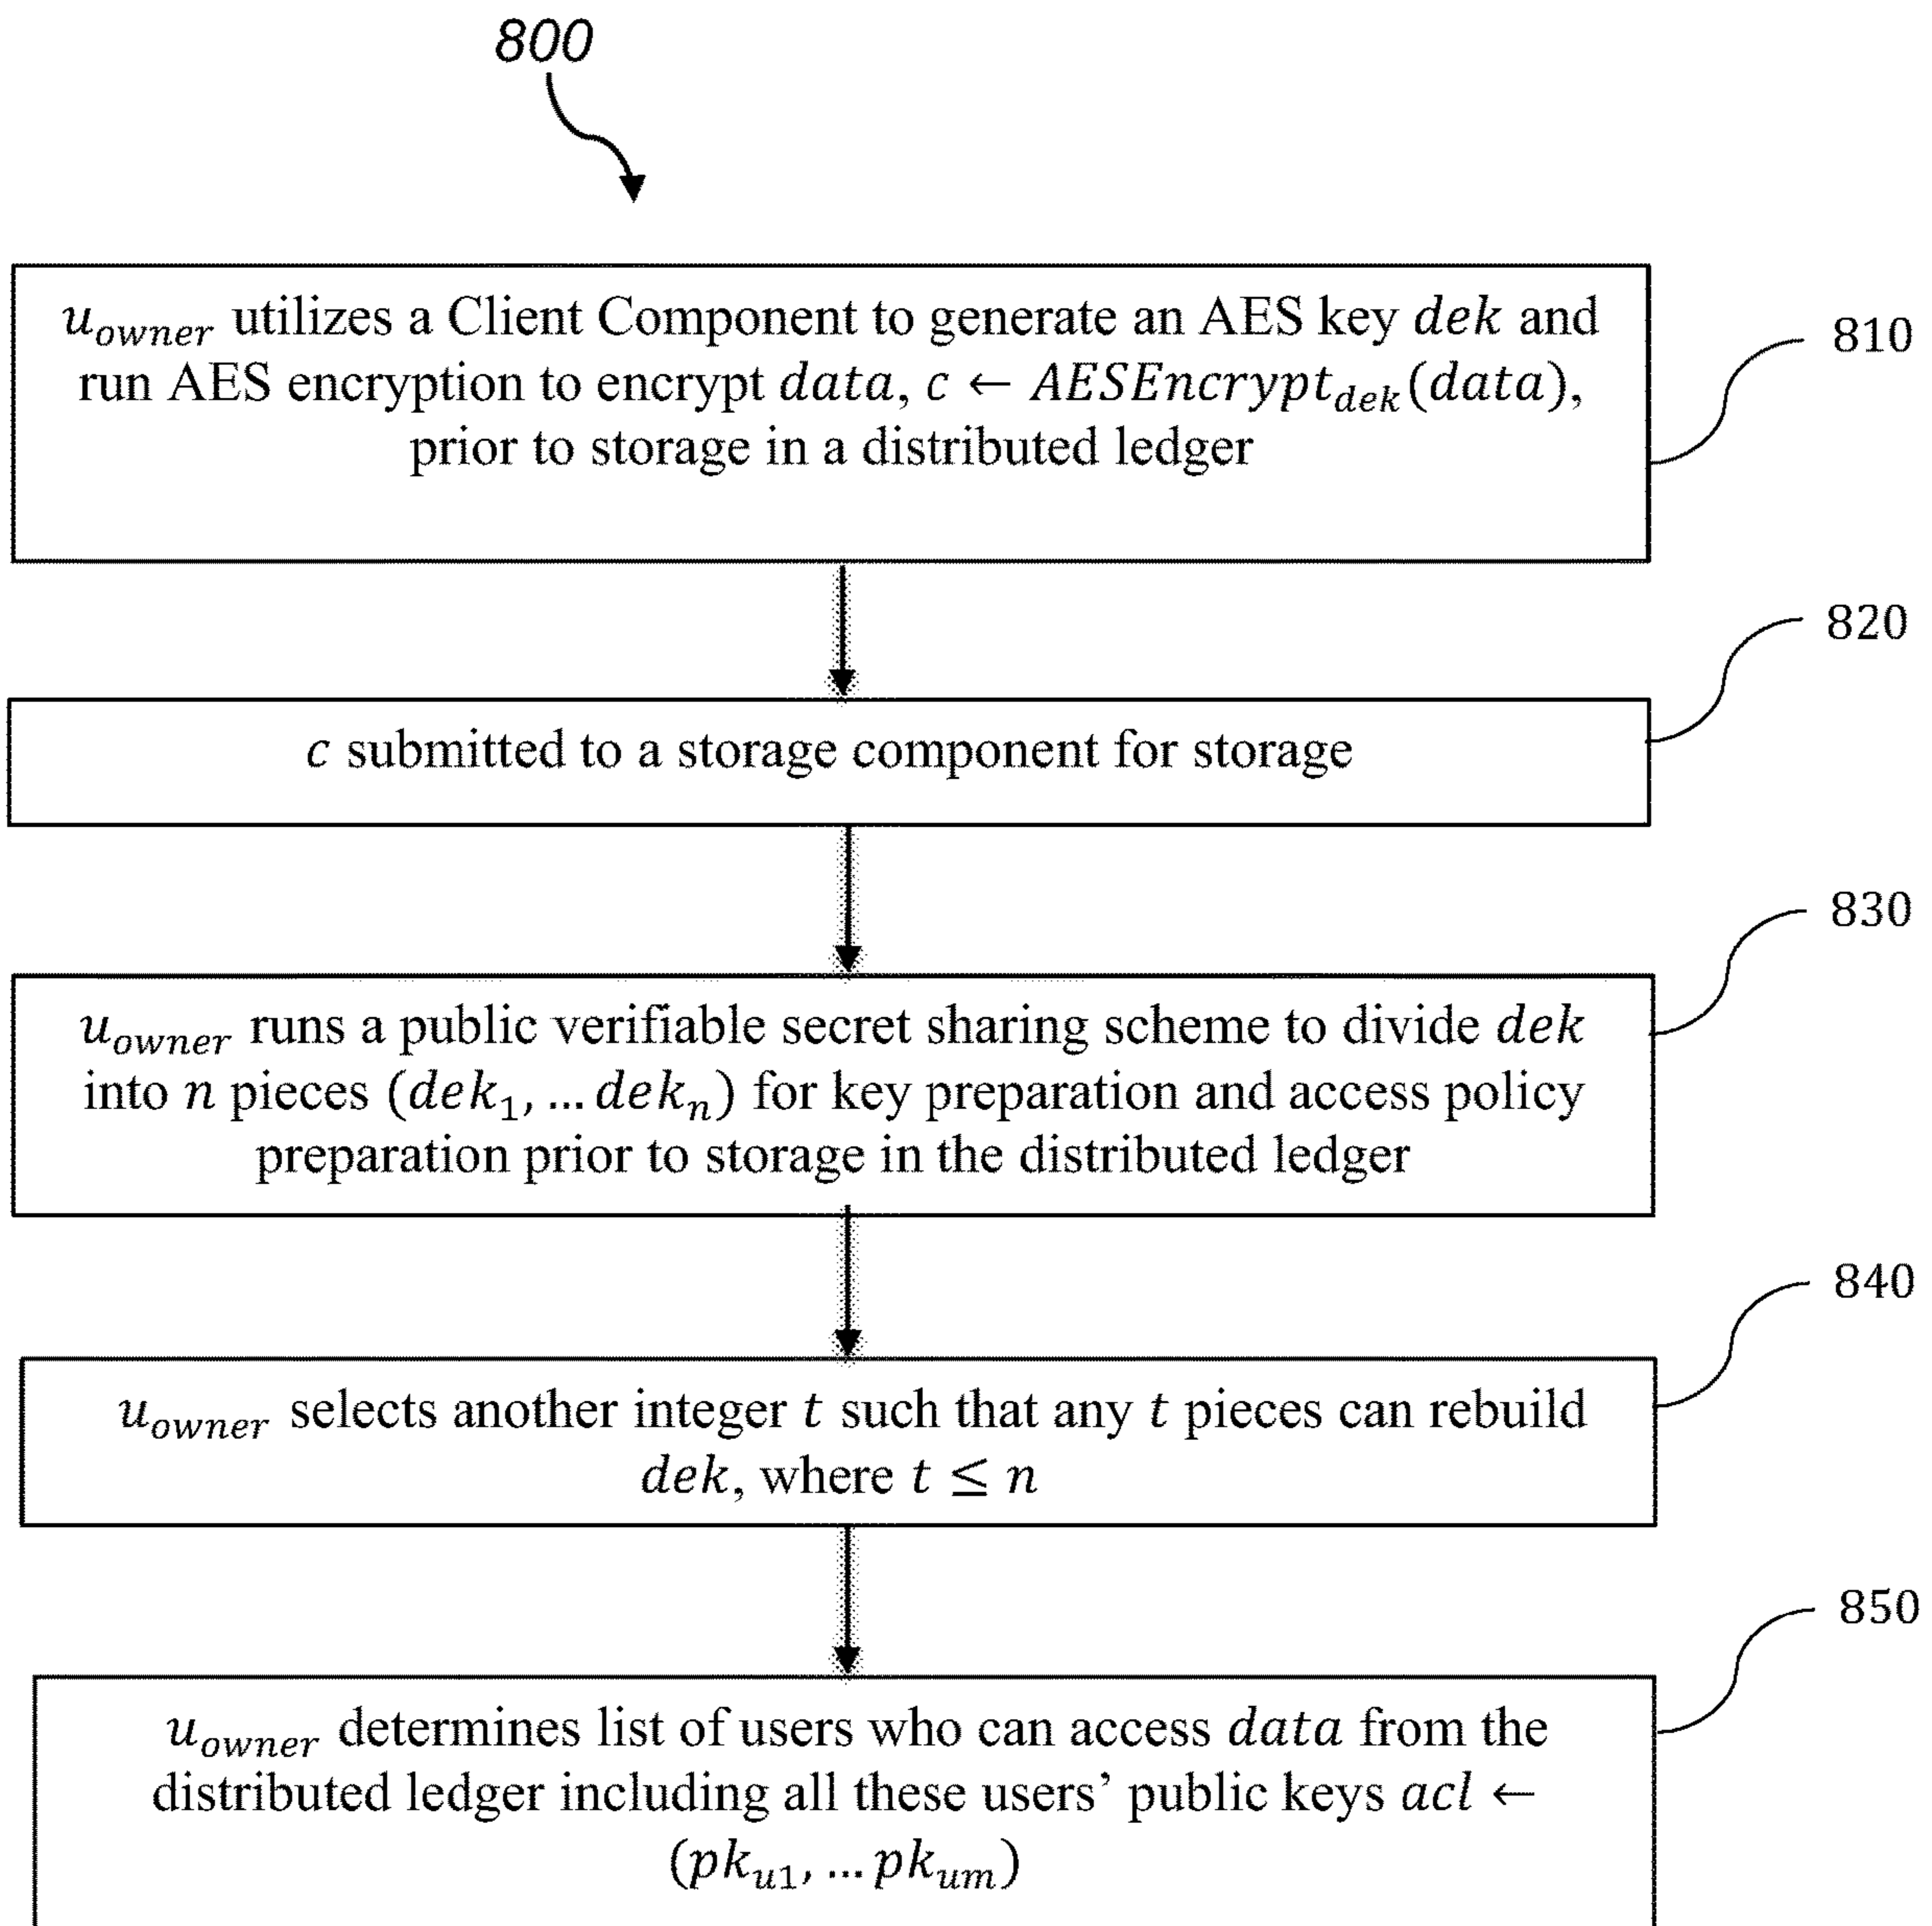 800
u_owner utilizes a Client Component to generate an AES key dek and
810
run AES encryption to encrypt data, c ← AESEncrypt_dek(data),
prior to storage in a distributed ledger
820
c submitted to a storage component for storage
830
u_owner runs a public verifiable secret sharing scheme to divide dek
into n pieces (dek_1, ... dek_n) for key preparation and access policy
preparation prior to storage in the distributed ledger
840
u_owner selects another integer t such that any t pieces can rebuild
dek, where t ≤ n
850
u_owner determines list of users who can access data from the
distributed ledger including all these users’ public keys acl ←
(pk_u1, ... pk_um)